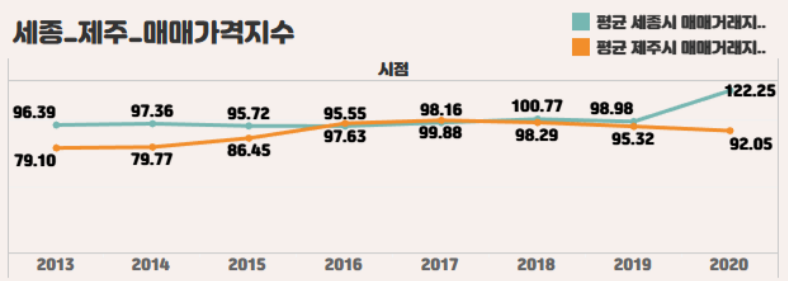 세종_제주_매매가격지수
평균 세종시 매매거래지..
평균 제주시 매매거래지..
시점
96.39 97.36 95.72 95.55 98.16 100.77 98.98 122.25
79.10 79.77 86.45 97.63 99.88 98.29 95.32 92.05
2013 2014 2015 2016 2017 2018 2019 2020